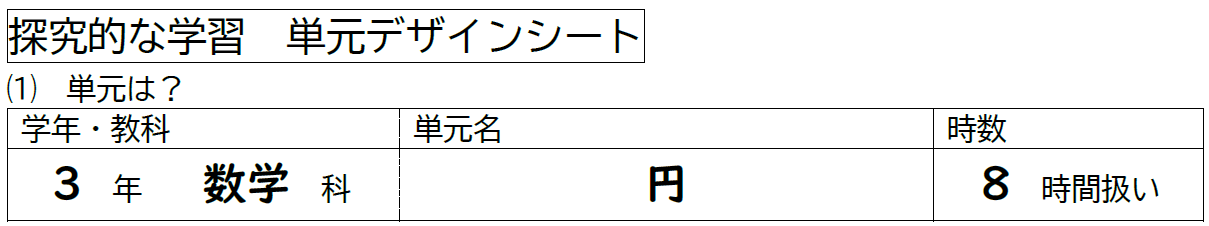 探究的な学習　単元デザインシート
⑴　単元は？
学年・教科　単元名　時数
３　年　数学　科　円　８　時間扱い